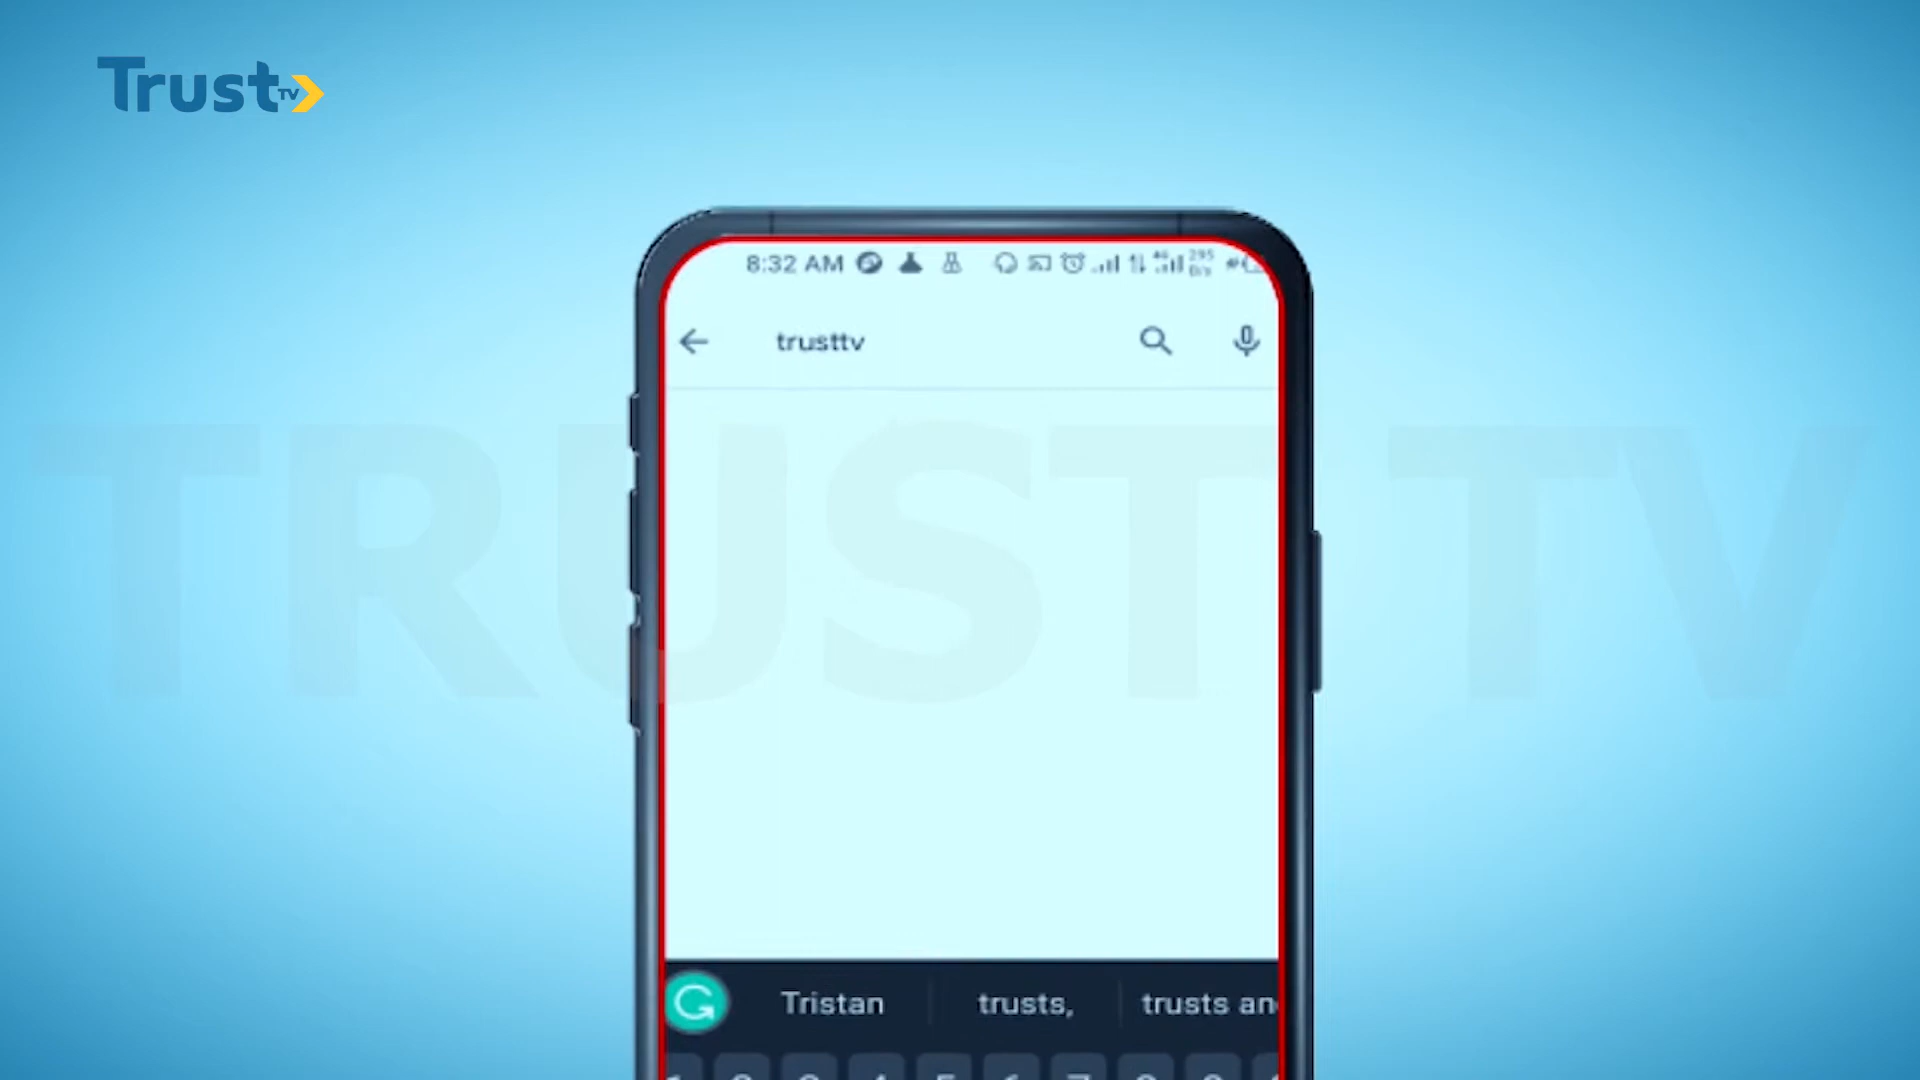 Trust TV
8:32 AM
trusttv
TRUST TV
Tristan
trusts,
trusts an